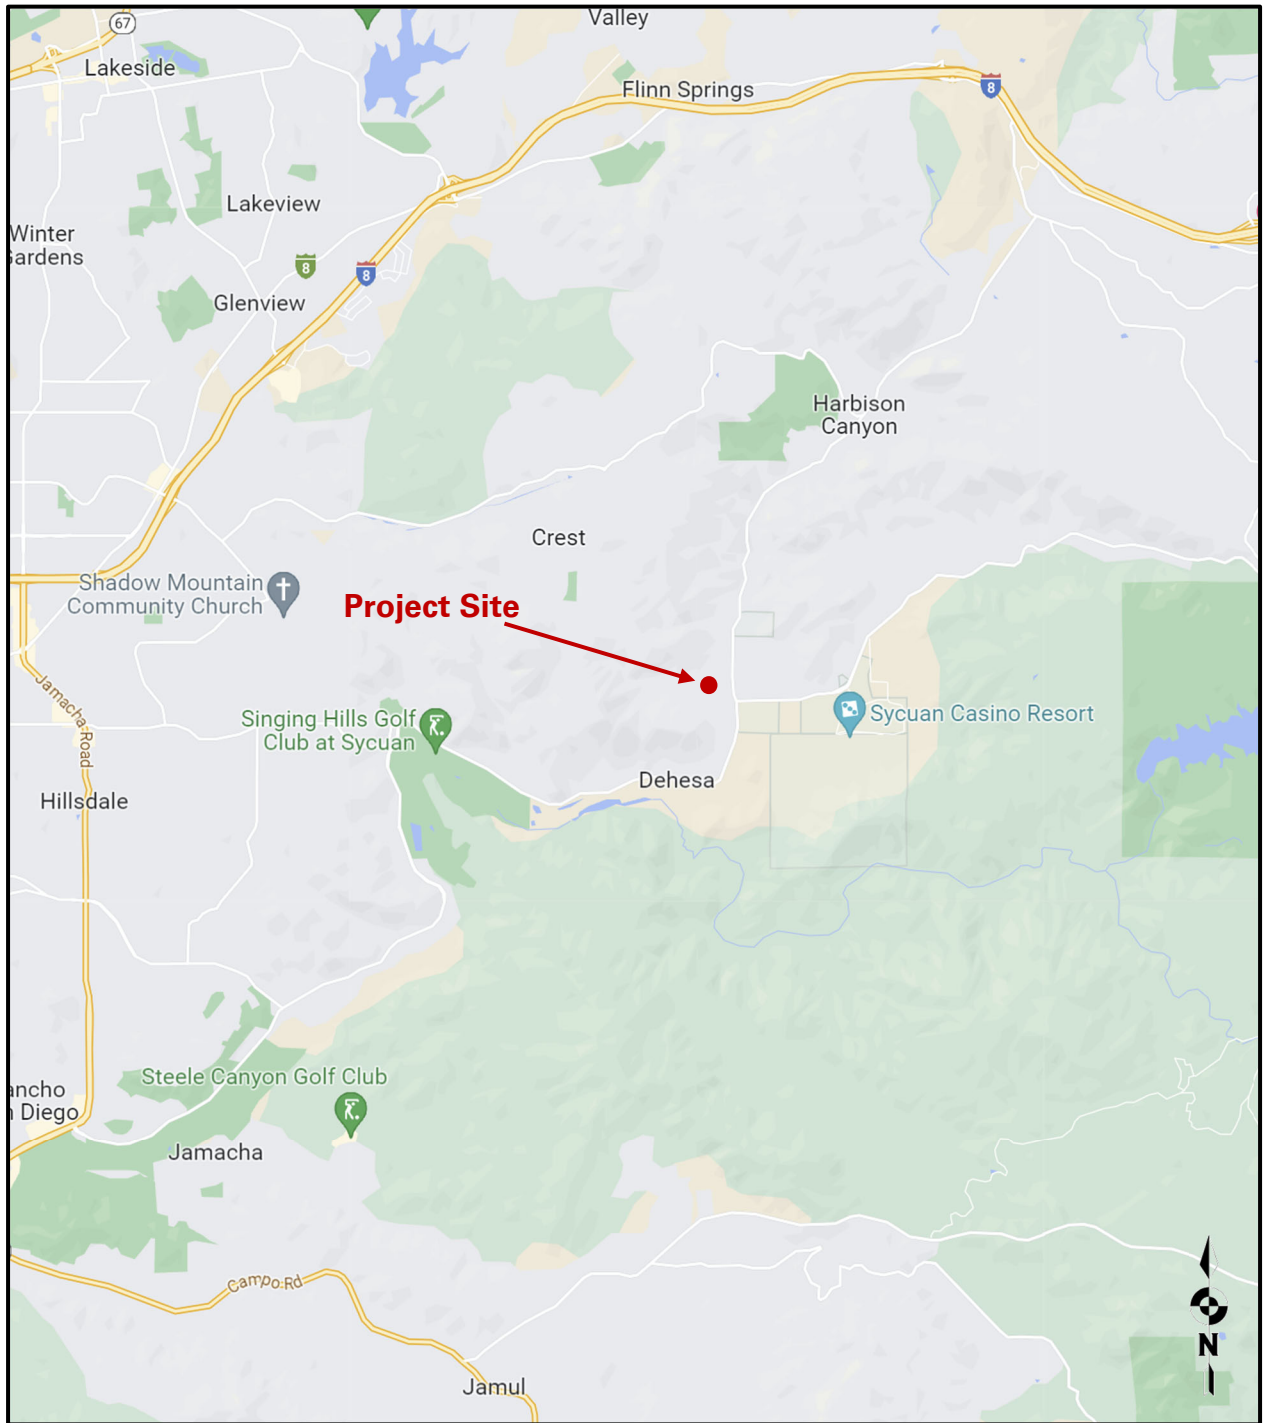 Valley
67
Lakeside
Flinn Springs
8
Lakeview
Winter
Gardens
8
8
Glenview
Harbison
Canyon
Crest
Shadow Mountain
Community Church
Project Site
Jamacha Road
Singing Hills Golf
Club at Sycuan
Sycuan Casino Resort
Dehesa
Hillsdale
Steele Canyon Golf Club
ancho
n Diego
Jamacha
Campo Rd
N
Jamul